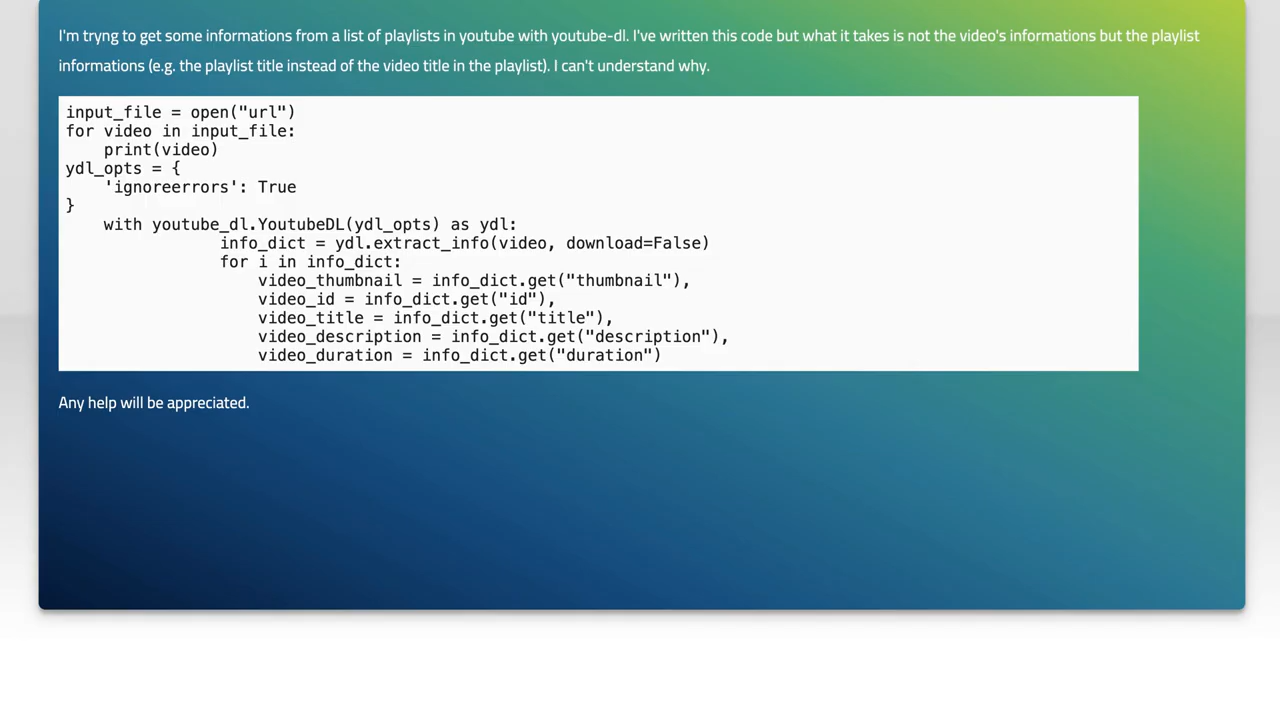 I'm tryng to get some informations from a list of playlists in youtube with youtube-dl. I've written this code but what it takes is not the video's informations but the playlist
informations (e.g. the playlist title instead of the video title in the playlist). I can't understand why.
input_file = open("url")
for video in input_file:
    print(video)
ydl_opts = {
    'ignoreerrors': True
}
    with youtube_dl.YoutubeDL(ydl_opts) as ydl:
                info_dict = ydl.extract_info(video, download=False)
                for i in info_dict:
                    video_thumbnail = info_dict.get("thumbnail"),
                    video_id = info_dict.get("id"),
                    video_title = info_dict.get("title"),
                    video_description = info_dict.get("description"),
                    video_duration = info_dict.get("duration")
Any help will be appreciated.